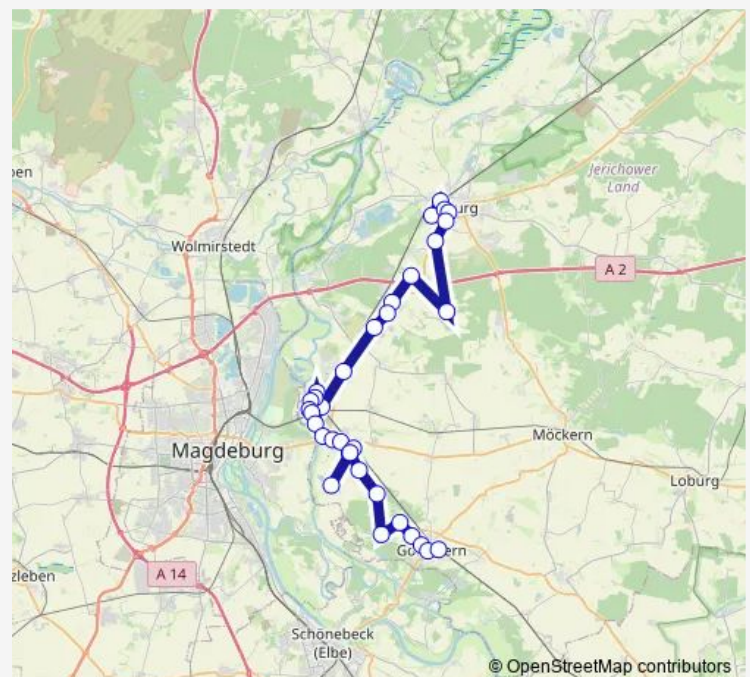 Jerichower
Land
Wolmirstedt
A 2
Magdeburg
Möckern
Loburg
A 14
Schönebeck
(Elbe)
© OpenStreetMap contributors